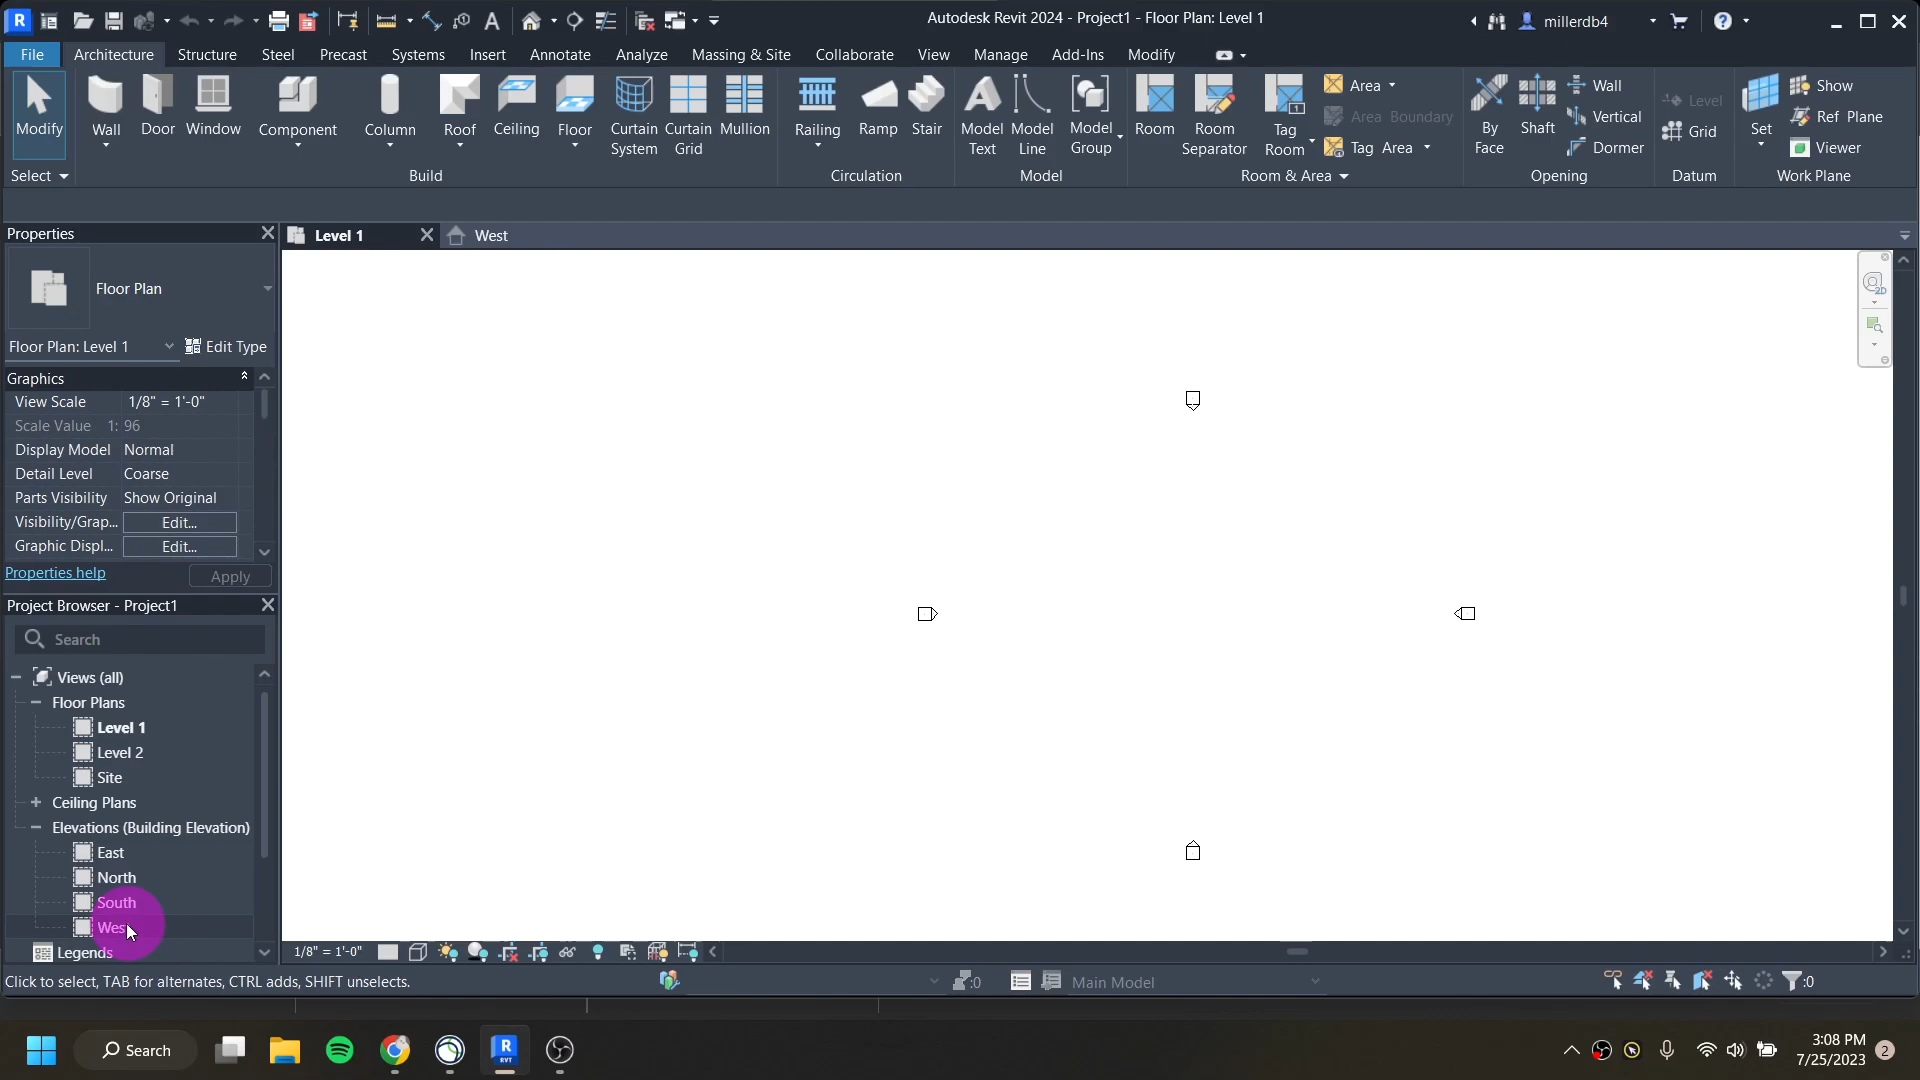 Autodesk Revit 2024 - Project1 - Floor Plan: Level 1
millerdb4
File Architecture Structure Steel Precast Systems Insert Annotate Analyze Massing & Site Collaborate View Manage Add-Ins Modify
Modify
Wall
Door
Window
Component
Column
Roof
Ceiling
Floor
Curtain System
Curtain Grid
Mullion
Railing
Ramp
Stair
Model Text
Model Line
Model Group
Room
Room Separator
Tag Room
Area
Area Boundary
Tag Area
By Face
Shaft
Wall
Vertical
Dormer
Level
Grid
Set
Show
Ref Plane
Viewer
Select
Build
Circulation
Model
Room & Area
Opening
Datum
Work Plane
Properties
Level 1
West
Floor Plan
Floor Plan: Level 1
Edit Type
Graphics
View Scale 1/8" = 1'-0"
Scale Value 1: 96
Display Model Normal
Detail Level Coarse
Parts Visibility Show Original
Visibility/Grap... Edit...
Graphic Displ... Edit...
Properties help
Apply
Project Browser - Project1
Search
Views (all)
Floor Plans
Level 1
Level 2
Site
Ceiling Plans
Elevations (Building Elevation)
East
North
South
West
Legends
2D
1/8" = 1'-0"
Click to select, TAB for alternates, CTRL adds, SHIFT unselects.
:0
Main Model
:0
Search
R
RVT
3:08 PM
7/25/2023
2